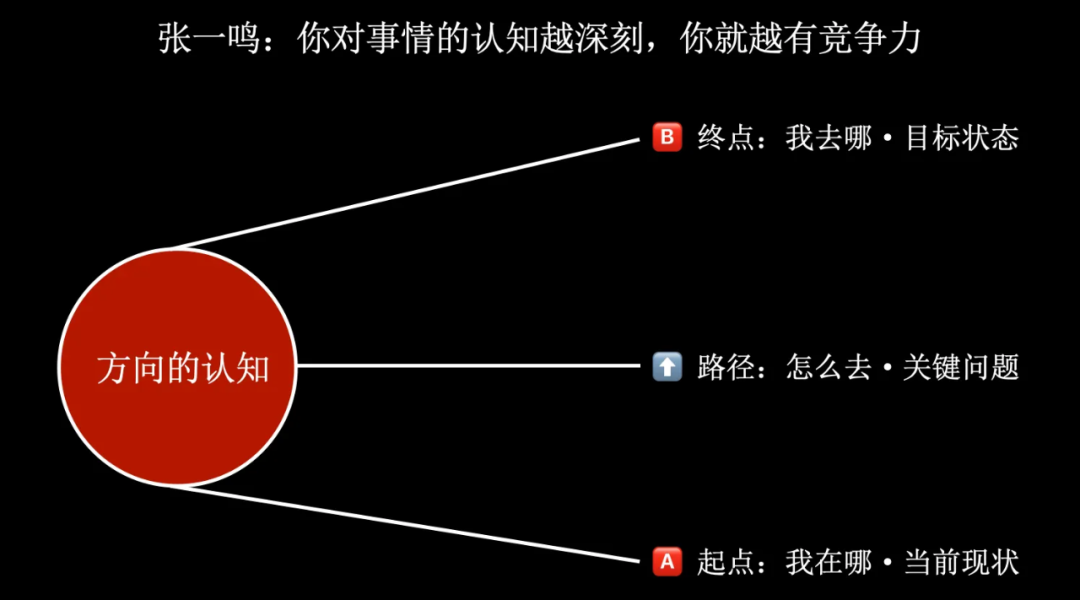 张一鸣：你对事情的认知越深刻，你就越有竞争力
B 终点：我去哪·目标状态
方向的认知
路径：怎么去·关键问题
A 起点：我在哪·当前现状